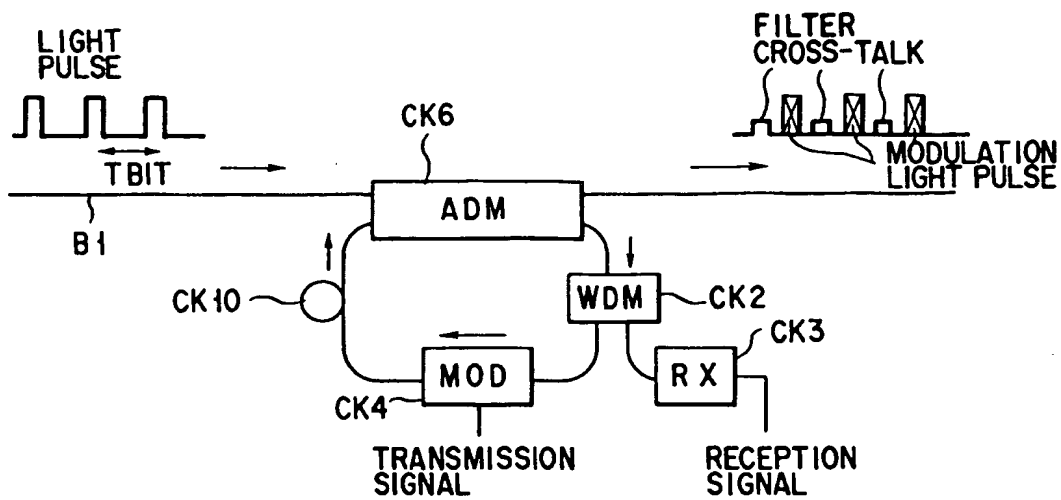 LIGHT
PULSE
TBIT
B1
CK6
ADM
FILTER
CROSS-TALK
MODULATION
LIGHT PULSE
CK10
WDM
CK2
CK3
MOD
RX
CK4
TRANSMISSION
SIGNAL
RECEPTION
SIGNAL